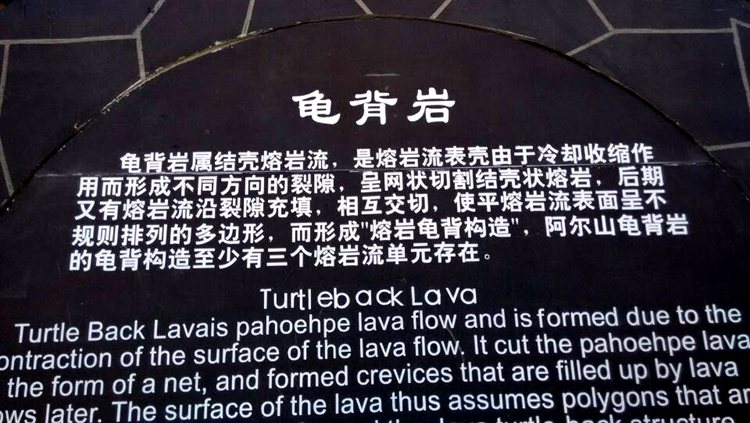 龟背岩
龟背岩属结壳熔岩流，是熔岩流表壳由于冷却收缩作
用而形成不同方向的裂隙，呈网状切割结壳状熔岩，后期
又有熔岩流沿裂隙充填，相互交切，使平熔岩流表面呈不
规则排列的多边形，而形成"熔岩龟背构造"，阿尔山龟背岩
的龟背构造至少有三个熔岩流单元存在。
Turtleback Lava
Turtle Back Lavais pahoehpe lava flow and is formed due to the
ontraction of the surface of the lava flow. It cut the pahoehpe lava
the form of a net, and formed crevices that are filled up by lava
ows later. The surface of the lava thus assumes polygons that ar